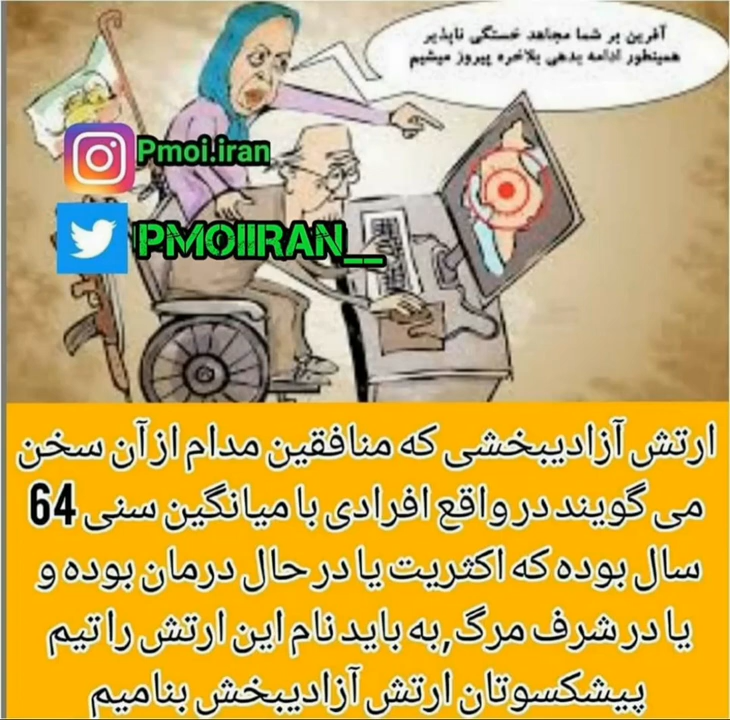 آفرین بر شما مجاهد خستگی ناپذیر
همینطور ادامه بدهی بلاخره پیروز میشیم
Pmoi.iran
PMOIIRAN__
ارتش آزادیبخشی که منافقین مدام از آن سخن
می گویند در واقع افرادی با میانگین سنی 64
سال بوده که اکثریت یا در حال درمان بوده و
یا در شرف مرگ,به باید نام این ارتش را تیم
پیشکسوتان ارتش آزادیبخش بنامیم